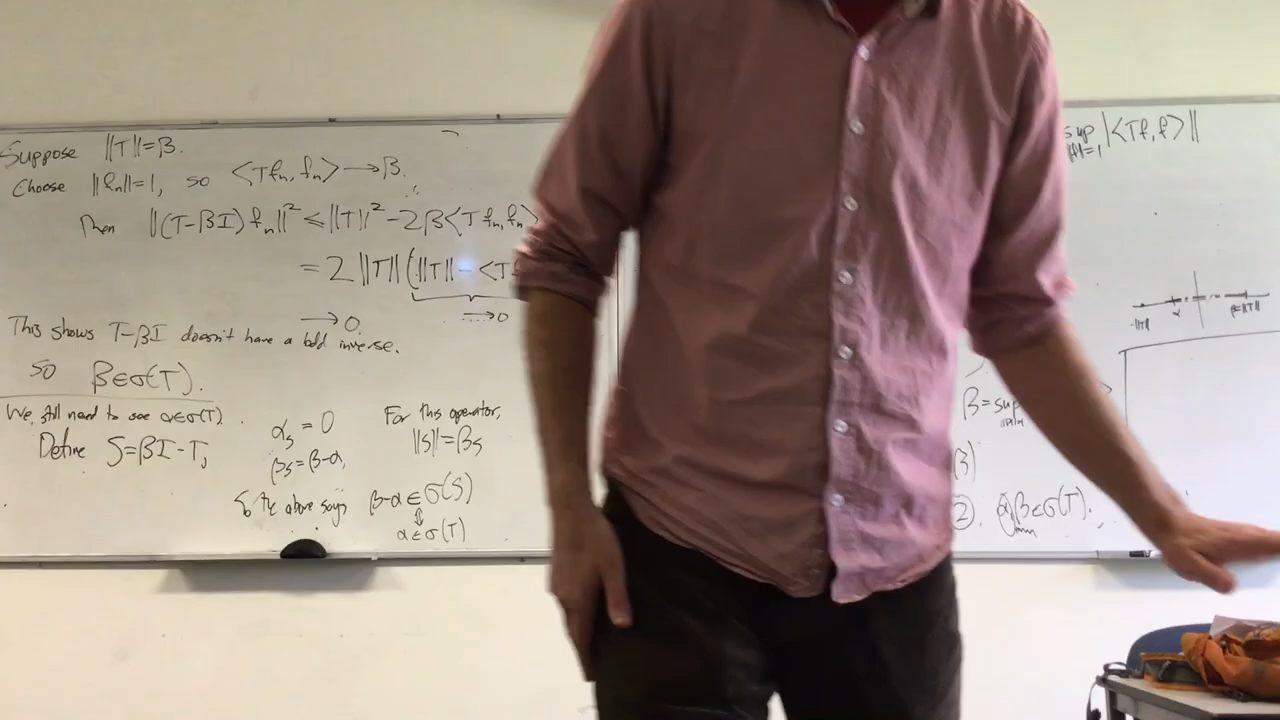 Suppose ||T||=β.
Choose ||fn||=1, so <Tfn, fn> → β.
Then ||(T-βI)fn||² ≤ ||T||² - 2β<Tfn, fn>
= 2||T||(||T|| - <Tf
→ 0
→ 0.
This shows T-βI doesn't have a bdd inverse.
so β∈σ(T).
We still need to see α∈σ(T).
Define S=βI-T,
αs = 0
βs = β-α,
For this operator,
||S||=βs
So the above says β-α ∈ σ(S)
⇕
α∈σ(T)
sup |<Tf,f>||
||f||=1
-||T|| α β=||T||
β=sup
β)
②. α,β∈σ(T).